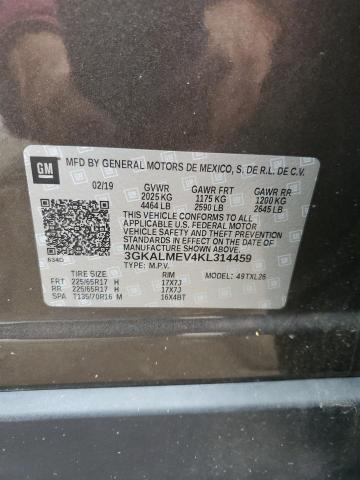 GM
MFD BY GENERAL MOTORS DE MEXICO, S. DE R.L. DE C.V.
02/19 GVWR GAWR FRT GAWR RR
2025 KG 1175 KG 1200 KG
4464 LB 2590 LB 2645 LB
THIS VEHICLE CONFORMS TO ALL
APPLICABLE U.S. FEDERAL MOTOR
VEHICLE SAFETY AND THEFT PREVENTION
STANDARDS IN EFFECT ON THE DATE OF
MANUFACTURE SHOWN ABOVE.
3GKALMEV4KL314459
TYPE: M.P.V.
634D
MODEL: 49TXL26
TIRE SIZE RIM
FRT 225/65R17 H 17X7J
RR 225/65R17 H 17X7J
SPA T135/70R16 M 16X4BT